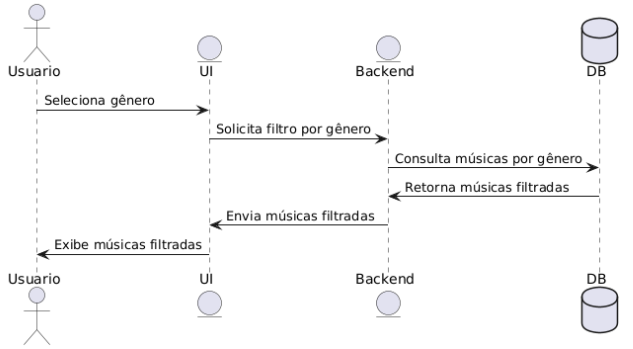 Usuario
UI
Backend
DB
Seleciona gênero
Solicita filtro por gênero
Consulta músicas por gênero
Retorna músicas filtradas
Envia músicas filtradas
Exibe músicas filtradas
Usuario
UI
Backend
DB